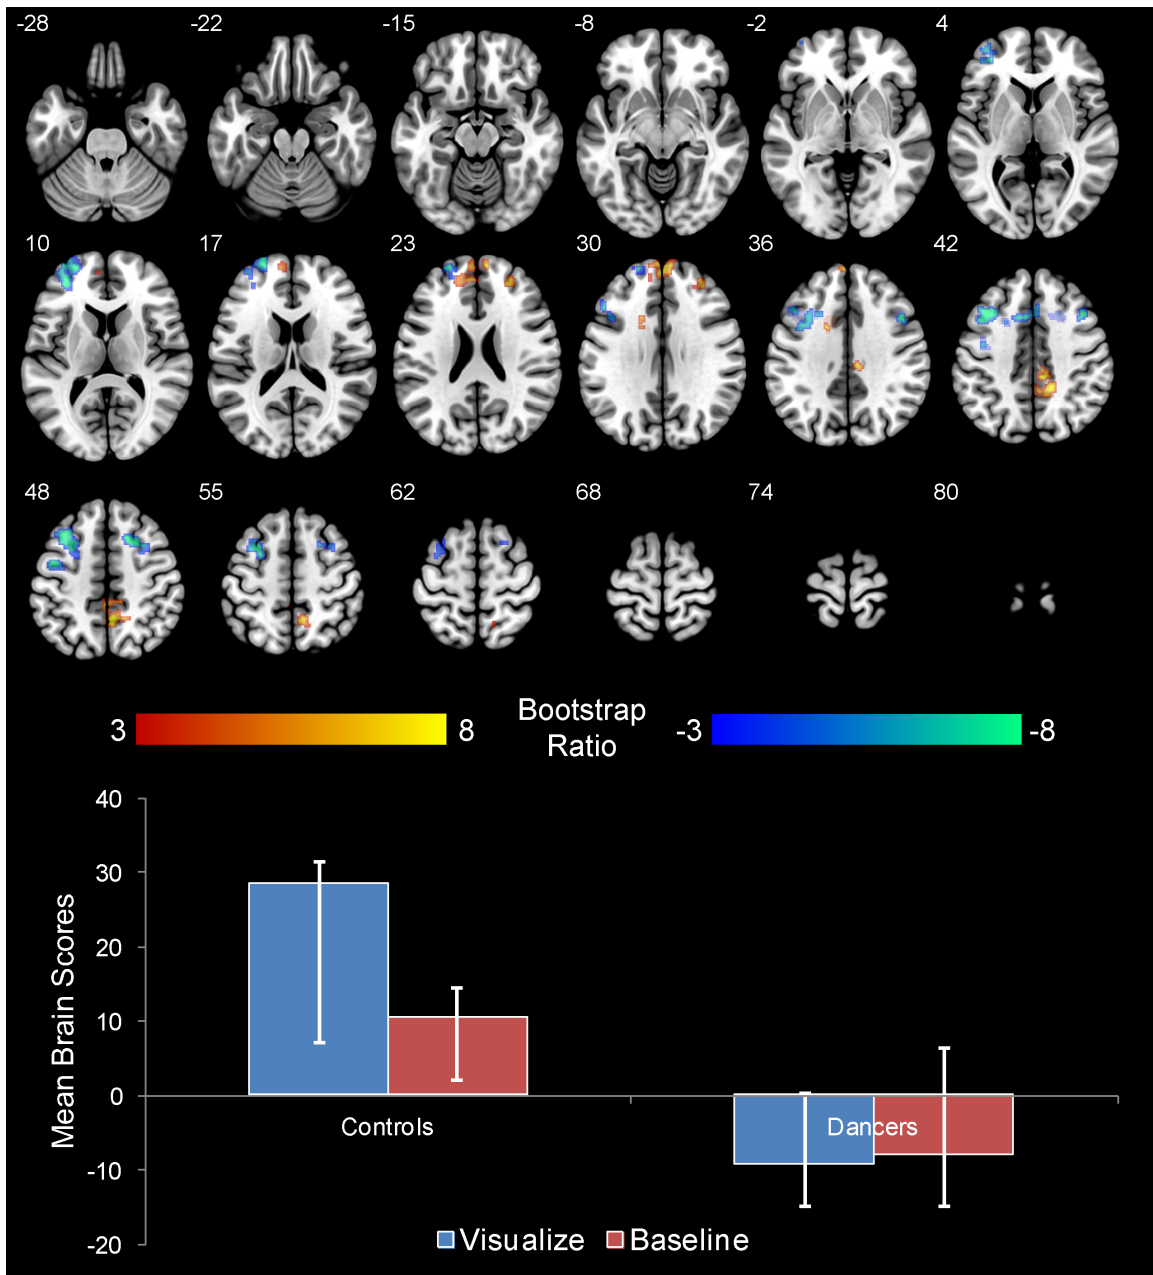 -28 -22 -15 -8 -2 4
10 17 23 30 36 42
48 55 62 68 74 80
3 8 Bootstrap Ratio -3 -8
40
30
20
10
0
-10
-20
Mean Brain Scores
Controls Dancers
Visualize Baseline